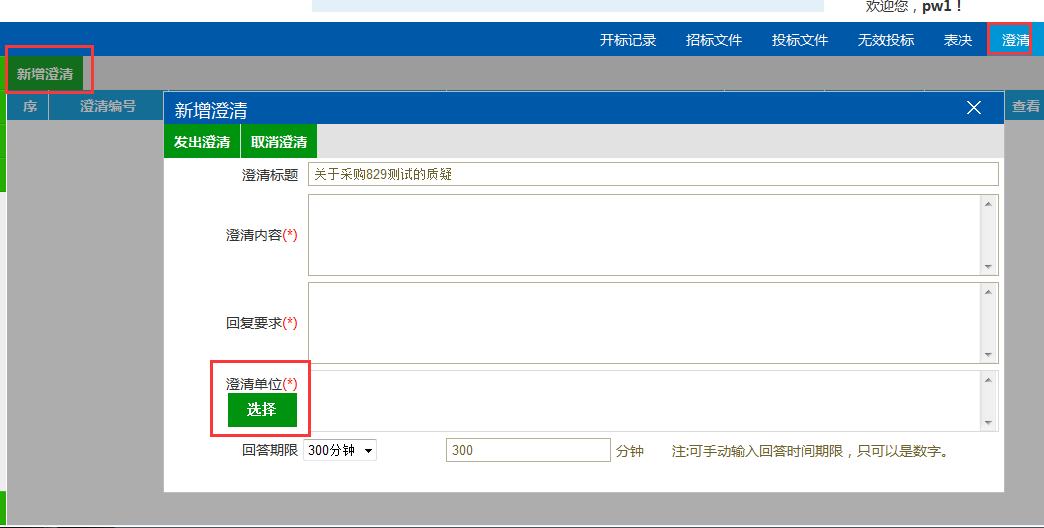 欢迎您，pw1！
开标记录 招标文件 投标文件 无效投标 表决 澄清
新增澄清
序 澄清编号 查看
新增澄清
发出澄清 取消澄清
澄清标题 关于采购829测试的质疑
澄清内容(*)
回复要求(*)
澄清单位(*)
选择
回答期限 300分钟 300 分钟 注:可手动输入回答时间期限，只可以是数字。